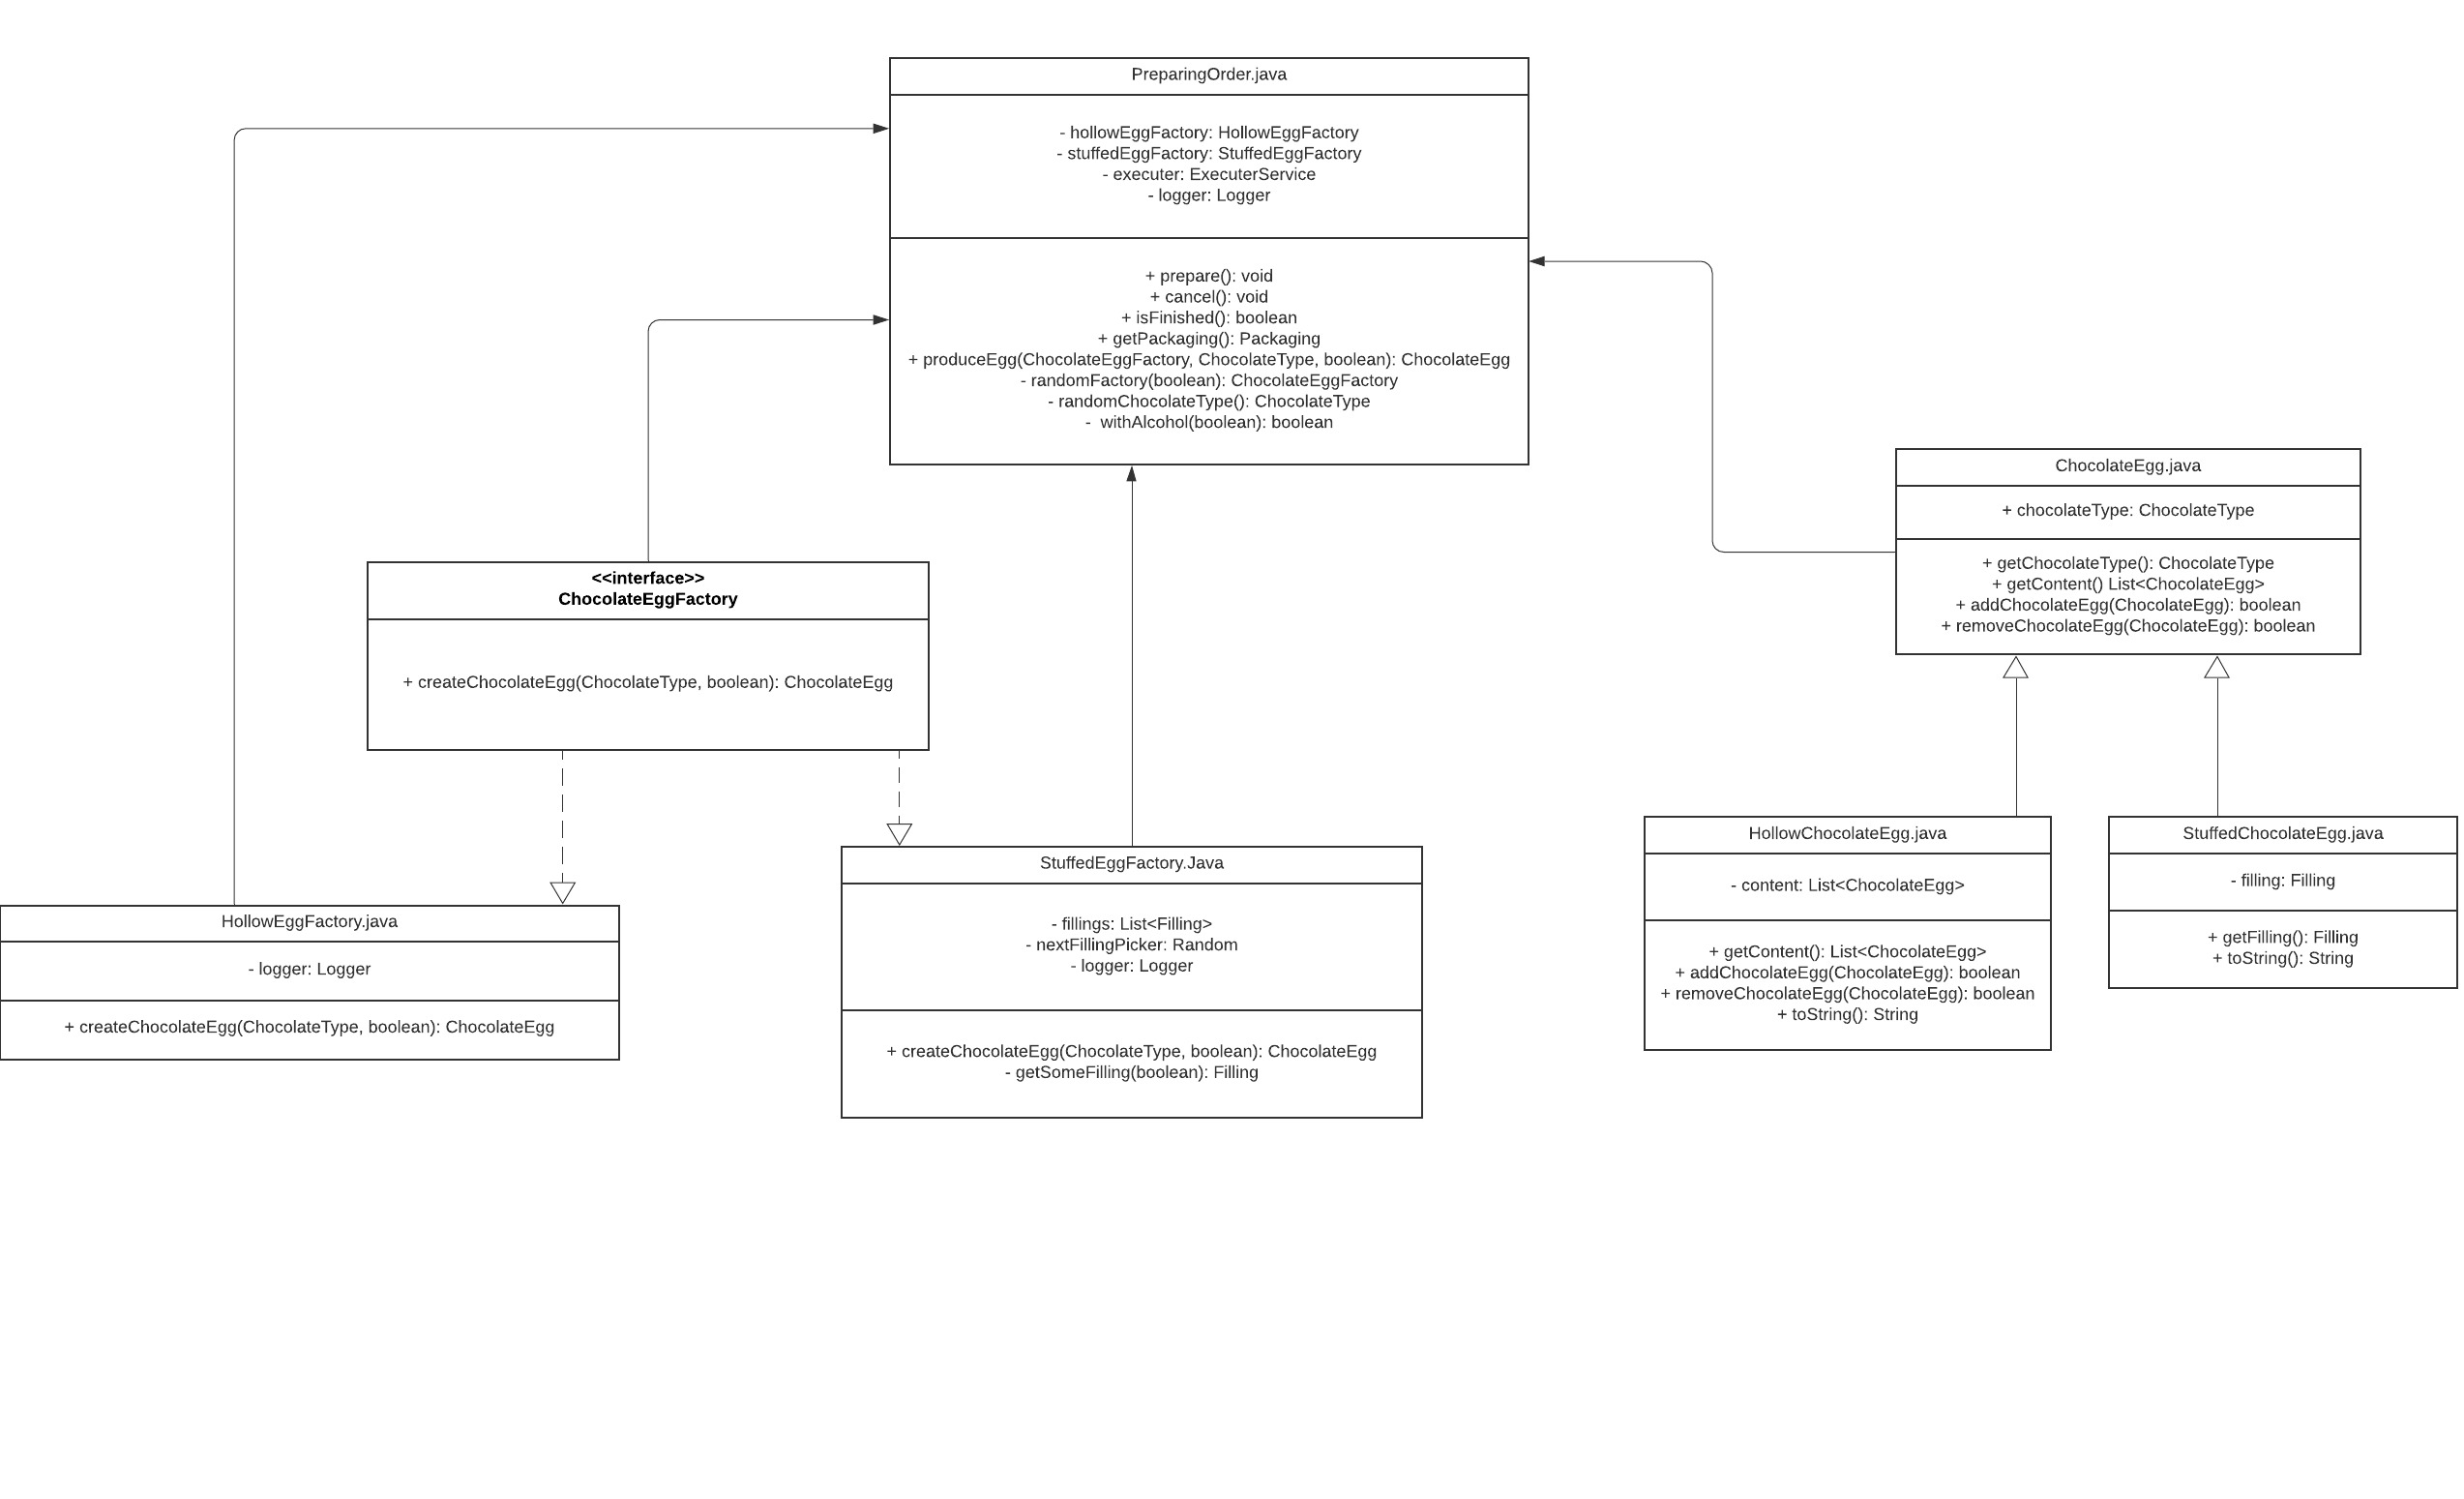 PreparingOrder.java
- hollowEggFactory: HollowEggFactory
- stuffedEggFactory: StuffedEggFactory
- executer: ExecuterService
- logger: Logger
+ prepare(): void
+ cancel(): void
+ isFinished(): boolean
+ getPackaging(): Packaging
+ produceEgg(ChocolateEggFactory, ChocolateType, boolean): ChocolateEgg
- randomFactory(boolean): ChocolateEggFactory
- randomChocolateType(): ChocolateType
-  withAlcohol(boolean): boolean
ChocolateEgg.java
+ chocolateType: ChocolateType
+ getChocolateType(): ChocolateType
+ getContent() List<ChocolateEgg>
+ addChocolateEgg(ChocolateEgg): boolean
+ removeChocolateEgg(ChocolateEgg): boolean
<<interface>>
ChocolateEggFactory
+ createChocolateEgg(ChocolateType, boolean): ChocolateEgg
HollowEggFactory.java
- logger: Logger
+ createChocolateEgg(ChocolateType, boolean): ChocolateEgg
StuffedEggFactory.Java
- fillings: List<Filling>
- nextFillingPicker: Random
- logger: Logger
+ createChocolateEgg(ChocolateType, boolean): ChocolateEgg
- getSomeFilling(boolean): Filling
HollowChocolateEgg.java
- content: List<ChocolateEgg>
+ getContent(): List<ChocolateEgg>
+ addChocolateEgg(ChocolateEgg): boolean
+ removeChocolateEgg(ChocolateEgg): boolean
+ toString(): String
StuffedChocolateEgg.java
- filling: Filling
+ getFilling(): Filling
+ toString(): String